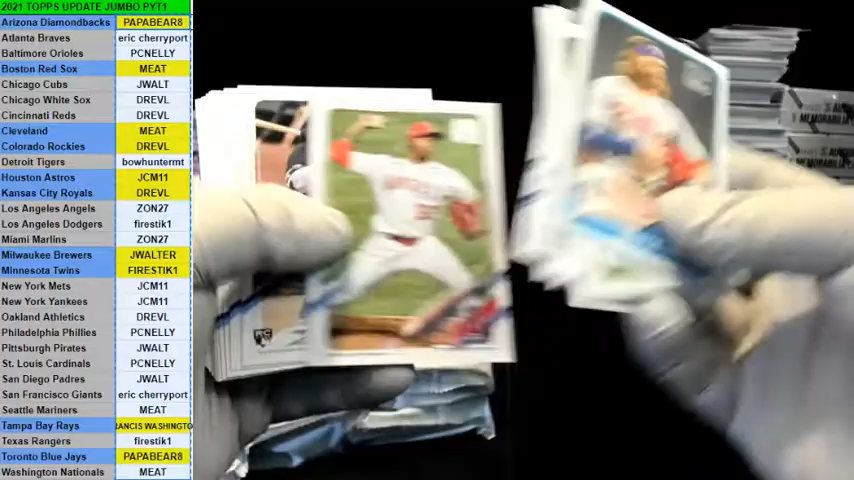 2021 TOPPS UPDATE JUMBO PYT1
Arizona Diamondbacks PAPABEAR8
Atlanta Braves eric cherryport
Baltimore Orioles PCNELLY
Boston Red Sox MEAT
Chicago Cubs JWALT
Chicago White Sox DREVL
Cincinnati Reds DREVL
Cleveland MEAT
Colorado Rockies DREVL
Detroit Tigers bowhuntermt
Houston Astros JCM11
Kansas City Royals DREVL
Los Angeles Angels ZON27
Los Angeles Dodgers firestik1
Miami Marlins ZON27
Milwaukee Brewers JWALTER
Minnesota Twins FIRESTIK1
New York Mets JCM11
New York Yankees JCM11
Oakland Athletics DREVL
Philadelphia Phillies PCNELLY
Pittsburgh Pirates JWALT
St. Louis Cardinals PCNELLY
San Diego Padres JWALT
San Francisco Giants eric cherryport
Seattle Mariners MEAT
Tampa Bay Rays RANCIS WASHINGTO
Texas Rangers firestik1
Toronto Blue Jays PAPABEAR8
Washington Nationals MEAT
RC